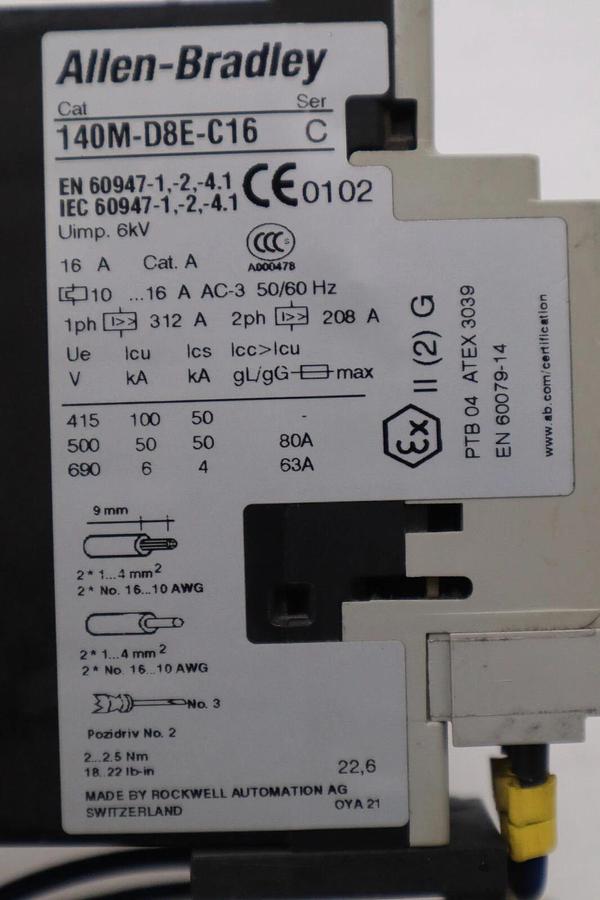 Allen-Bradley
Cat Ser
140M-D8E-C16 C
EN 60947-1,-2,-4.1
IEC 60947-1,-2,-4.1
CE 0102
Uimp. 6kV
CCC S
A000478
16 A Cat. A
10 ...16 A AC-3 50/60 Hz
1ph I>> 312 A 2ph I>> 208 A
Ue Icu Ics Icc>Icu
V kA kA gL/gG max
415 100 50 -
500 50 50 80A
690 6 4 63A
Ex II (2) G
PTB 04 ATEX 3039
EN 60079-14
www.ab.com/certification
9 mm
2 * 1...4 mm2
2 * No. 16...10 AWG
2 * 1...4 mm2
2 * No. 16...10 AWG
No. 3
Pozidriv No. 2
2...2.5 Nm
18..22 lb-in
22,6
MADE BY ROCKWELL AUTOMATION AG
SWITZERLAND OYA 21